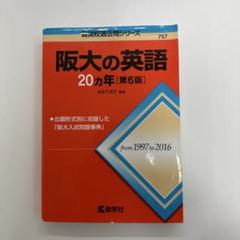 難関校過去問シリーズ
757
阪大の英語
20カ年[第6版]
◆出題形式別に収録した
「阪大入試問題事典」
from 1997 to 2016
教学社